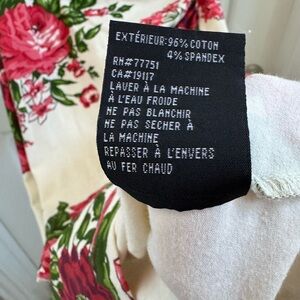 EXTÉRIEUR:96% COTON
4% SPANDEX
RN#77751
CA#19117
LAVER À LA MACHINE
À L'EAU FROIDE
NE PAS BLANCHIR
NE PAS SÉCHER À
LA MACHINE
REPASSER À L'ENVERS
AU FER CHAUD